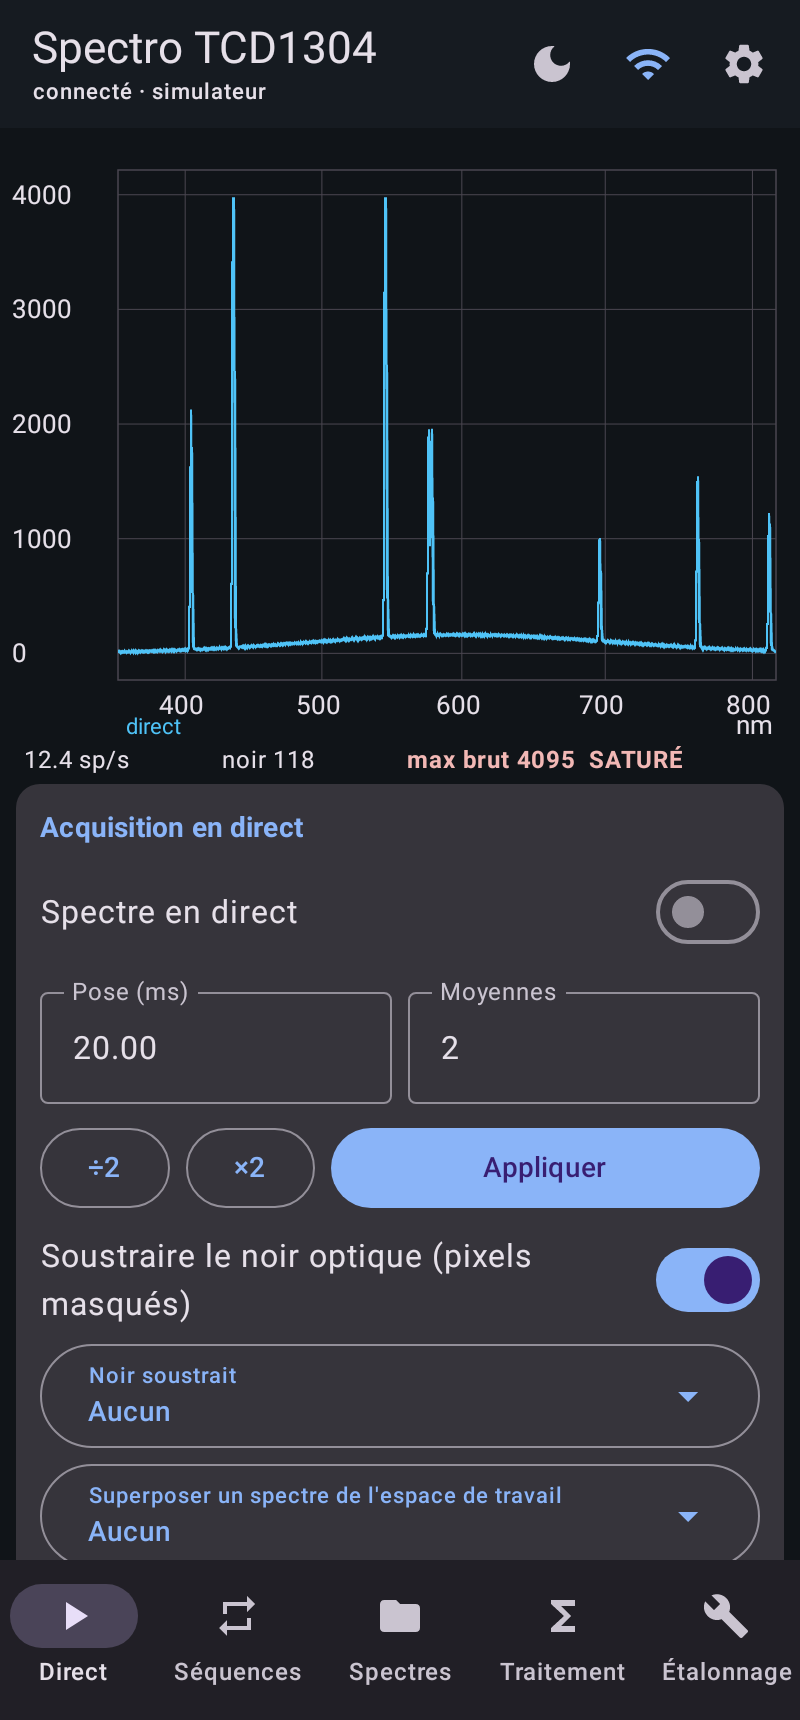 Spectro TCD1304
connecté · simulateur
4000
3000
2000
1000
0
400 500 600 700 800
direct nm
12.4 sp/s noir 118 max brut 4095 SATURÉ
Acquisition en direct
Spectre en direct
Pose (ms) Moyennes
20.00 2
÷2 ×2 Appliquer
Soustraire le noir optique (pixels
masqués)
Noir soustrait
Aucun
Superposer un spectre de l'espace de travail
Aucun
Direct Séquences Spectres Traitement Étalonnage